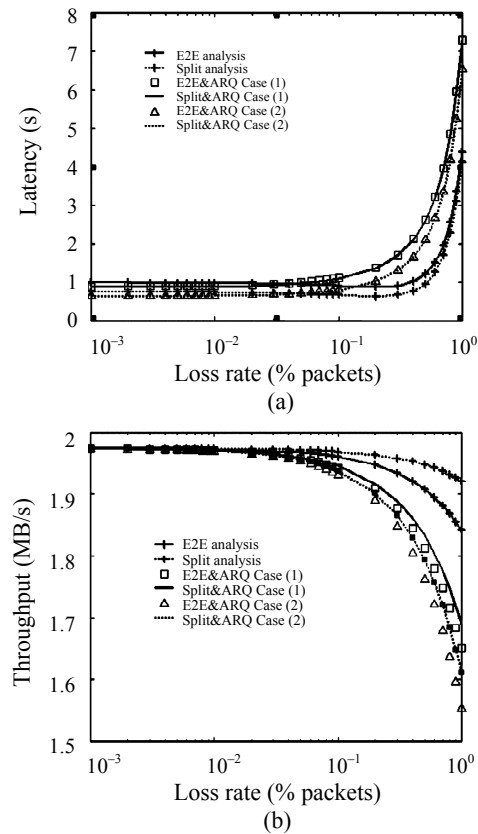 (a)
8
7
6
5
4
3
2
1
0
Latency (s)
E2E analysis
Split analysis
E2E&ARQ Case (1)
Split&ARQ Case (1)
E2E&ARQ Case (2)
Split&ARQ Case (2)
10⁻³ 10⁻² 10⁻¹ 10⁰
Loss rate (% packets)
(a)
2
1.9
1.8
1.7
1.6
1.5
Throughput (MB/s)
E2E analysis
Split analysis
E2E&ARQ Case (1)
Split&ARQ Case (1)
E2E&ARQ Case (2)
Split&ARQ Case (2)
10⁻³ 10⁻² 10⁻¹ 10⁰
Loss rate (% packets)
(b)